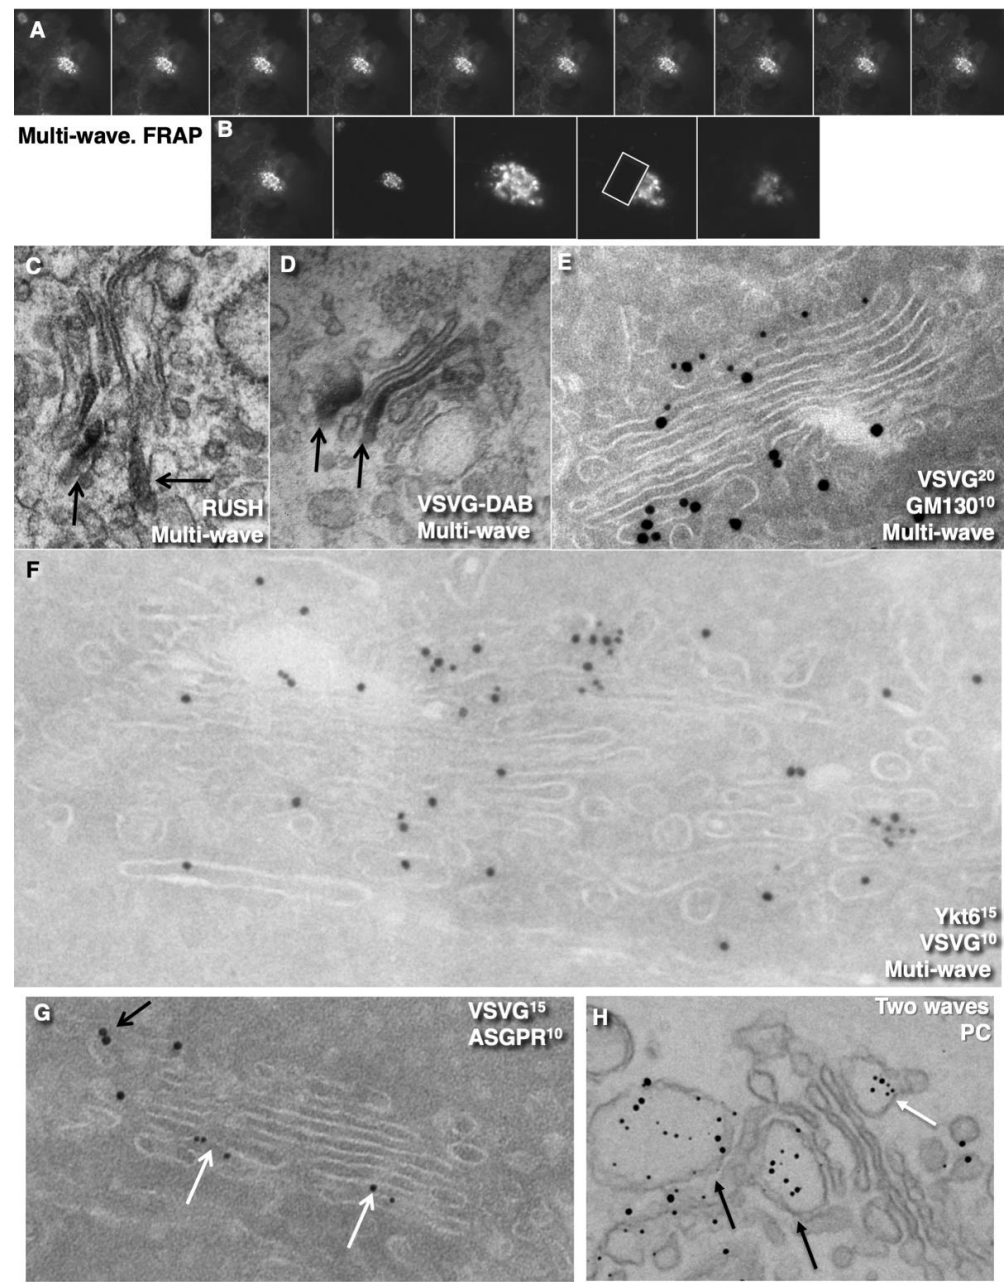 A
Multi-wave. FRAP
B
C
RUSH
Multi-wave
D
VSVG-DAB
Multi-wave
E
VSVG²⁰
GM130¹⁰
Multi-wave
F
Ykt6¹⁵
VSVG¹⁰
Muti-wave
G
VSVG¹⁵
ASGPR¹⁰
H
Two waves
PC